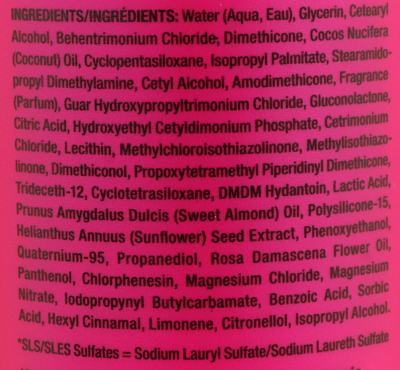 INGREDIENTS/INGRÉDIENTS: Water (Aqua, Eau), Glycerin, Cetearyl
Alcohol, Behentrimonium Chloride, Dimethicone, Cocos Nucifera
(Coconut) Oil, Cyclopentasiloxane, Isopropyl Palmitate, Stearamido-
propyl Dimethylamine, Cetyl Alcohol, Amodimethicone, Fragrance
(Parfum), Guar Hydroxypropyltrimonium Chloride, Gluconolactone,
Citric Acid, Hydroxyethyl Cetyldimonium Phosphate, Cetrimonium
Chloride, Lecithin, Methylchloroisothiazolinone, Methylisothiazo-
linone, Dimethiconol, Propoxytetramethyl Piperidinyl Dimethicone,
Trideceth-12, Cyclotetrasiloxane, DMDM Hydantoin, Lactic Acid,
Prunus Amygdalus Dulcis (Sweet Almond) Oil, Polysilicone-15,
Helianthus Annuus (Sunflower) Seed Extract, Phenoxyethanol,
Quaternium-95, Propanediol, Rosa Damascena Flower Oil,
Panthenol, Chlorphenesin, Magnesium Chloride, Magnesium
Nitrate, Iodopropynyl Butylcarbamate, Benzoic Acid, Sorbic
Acid, Hexyl Cinnamal, Limonene, Citronellol, Isopropyl Alcohol.
*SLS/SLES Sulfates = Sodium Lauryl Sulfate/Sodium Laureth Sulfate